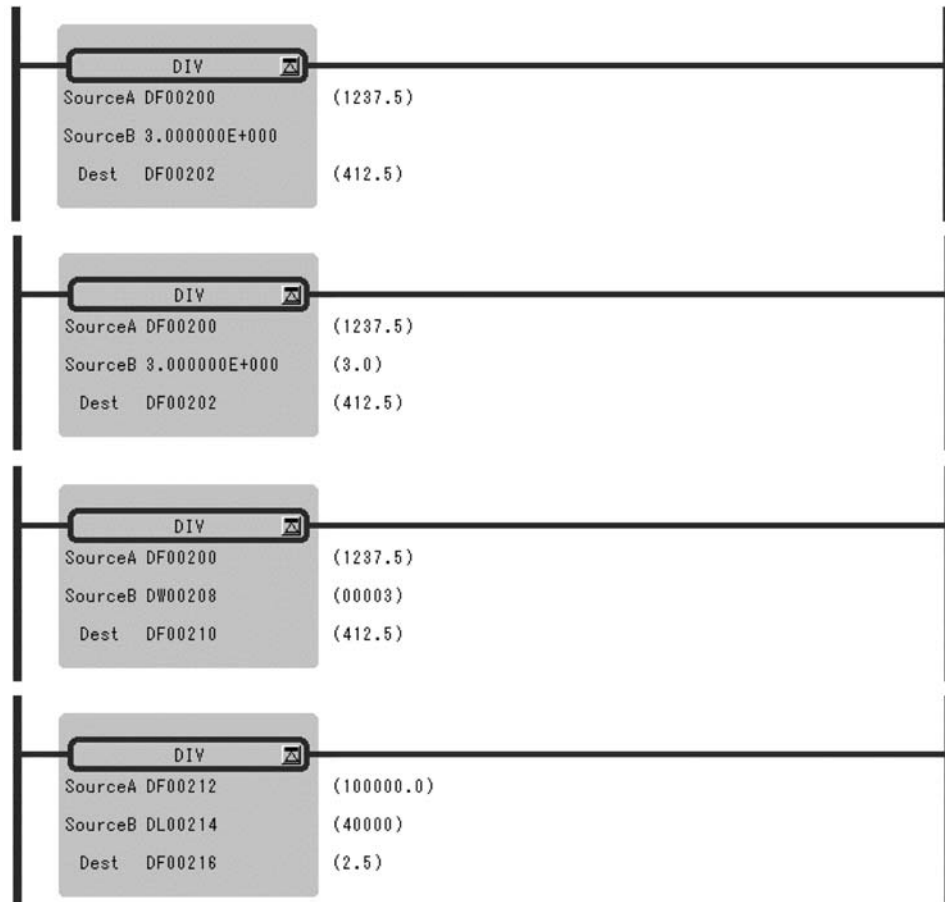 DIV
SourceA DF00200 (1237.5)
SourceB 3.000000E+000
Dest DF00202 (412.5)
DIV
SourceA DF00200 (1237.5)
SourceB 3.000000E+000 (3.0)
Dest DF00202 (412.5)
DIV
SourceA DF00200 (1237.5)
SourceB DW00208 (00003)
Dest DF00210 (412.5)
DIV
SourceA DF00212 (100000.0)
SourceB DL00214 (40000)
Dest DF00216 (2.5)